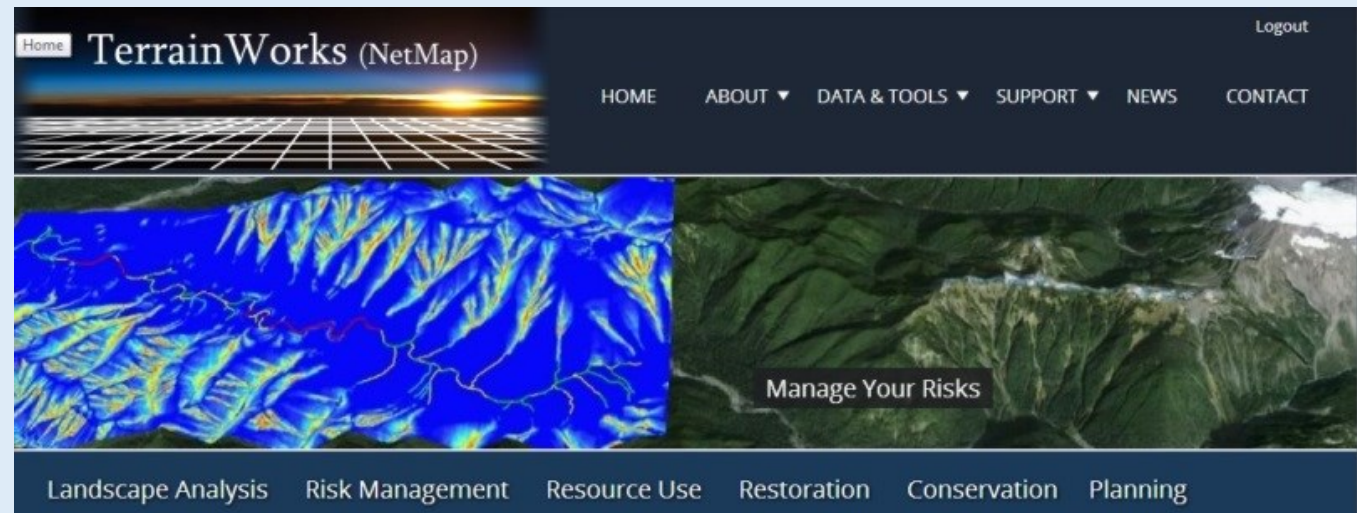 Logout
Home
TerrainWorks (NetMap)
HOME ABOUT ▼ DATA & TOOLS ▼ SUPPORT ▼ NEWS CONTACT
Manage Your Risks
Landscape Analysis Risk Management Resource Use Restoration Conservation Planning